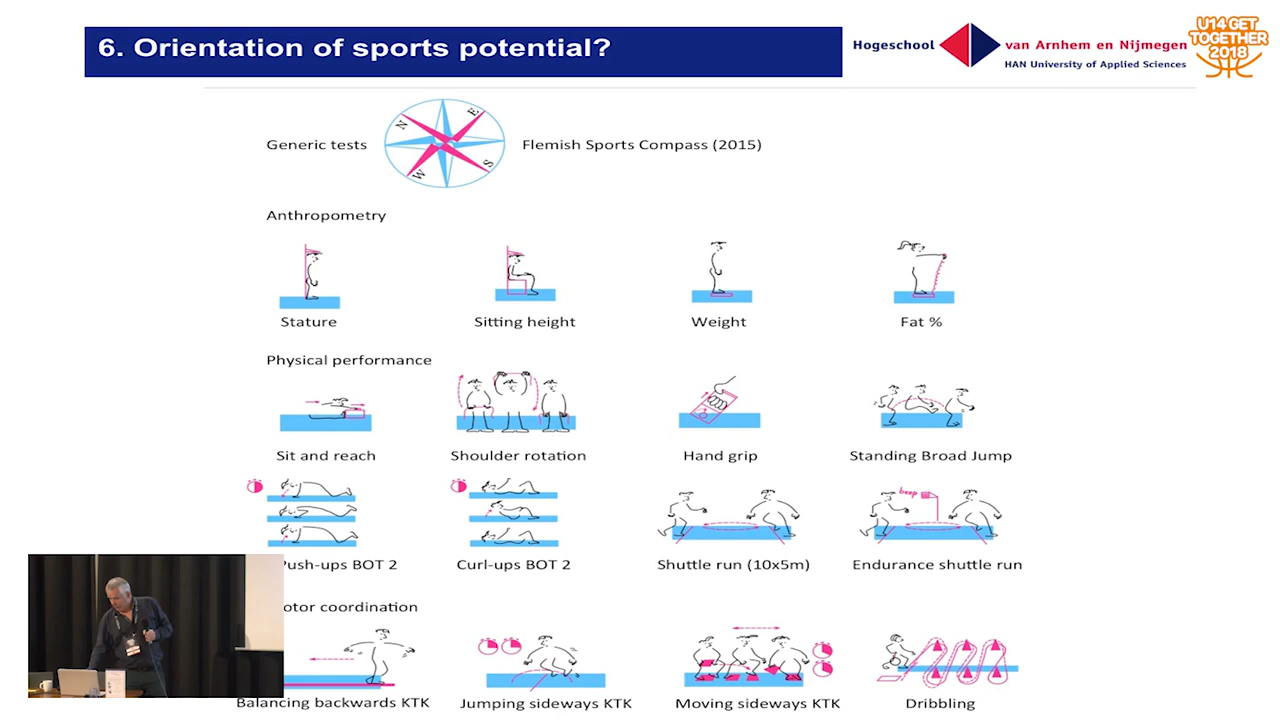 6. Orientation of sports potential?
Hogeschool van Arnhem en Nijmegen
HAN University of Applied Sciences
U14 GET
TOGETHER
2018
Generic tests
N
E
W
S
Flemish Sports Compass (2015)
Anthropometry
Stature
Sitting height
Weight
Fat %
Physical performance
Sit and reach
Shoulder rotation
Hand grip
Standing Broad Jump
beep
Push-ups BOT 2
Curl-ups BOT 2
Shuttle run (10x5m)
Endurance shuttle run
otor coordination
Balancing backwards KTK
Jumping sideways KTK
Moving sideways KTK
Dribbling